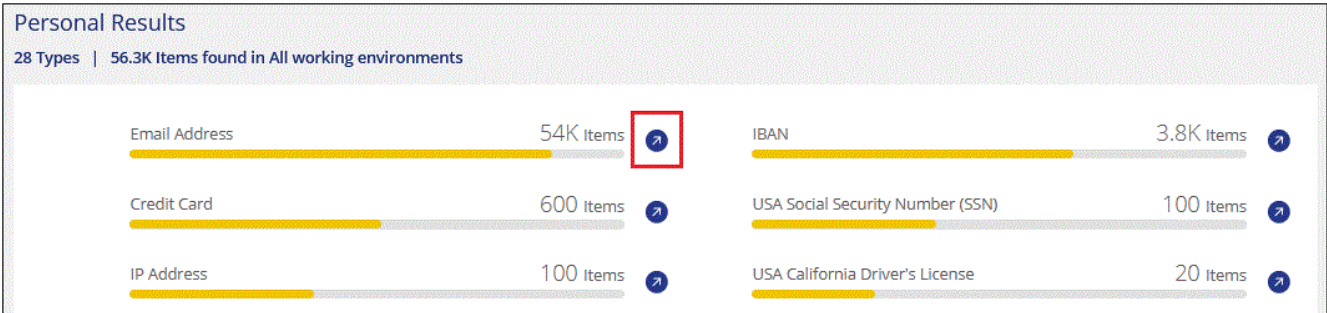 Personal Results
28 Types | 56.3K Items found in All working environments
Email Address 54K Items
IBAN 3.8K Items
Credit Card 600 Items
USA Social Security Number (SSN) 100 Items
IP Address 100 Items
USA California Driver's License 20 Items